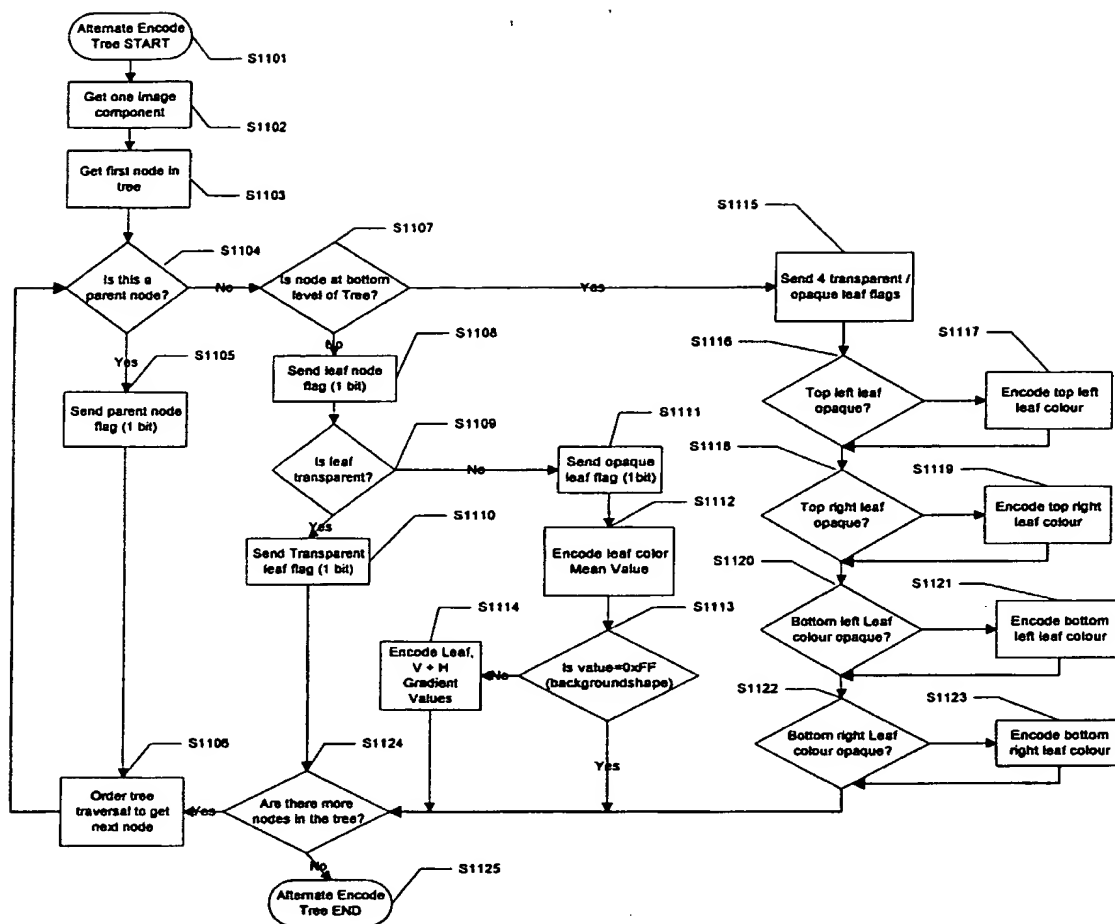 Alternate Encode
Tree START
S1101
Get one image
component
S1102
Get first node in
tree
S1103
S1104
Is this a
parent node?
No
Yes
S1105
Send parent node
flag (1 bit)
S1106
Order tree
traversal to get
next node
S1107
Is node at bottom
level of Tree?
Yes
No
S1108
Send leaf node
flag (1 bit)
S1109
Is leaf
transparent?
No
Yes
S1110
Send Transparent
leaf flag (1 bit)
S1111
Send opaque
leaf flag (1bit)
S1112
Encode leaf color
Mean Value
S1113
Is value=0xFF
(backgroundshape)
No
Yes
S1114
Encode Leaf,
V + H
Gradient
Values
S1115
Send 4 transparent /
opaque leaf flags
S1116
Top left leaf
opaque?
S1117
Encode top left
leaf colour
S1118
Top right leaf
opaque?
S1119
Encode top right
leaf colour
S1120
Bottom left Leaf
colour opaque?
S1121
Encode bottom
left leaf colour
S1122
Bottom right Leaf
colour opaque?
S1123
Encode bottom
right leaf colour
S1124
Are there more
nodes in the tree?
Yes
No
S1125
Alternate Encode
Tree END